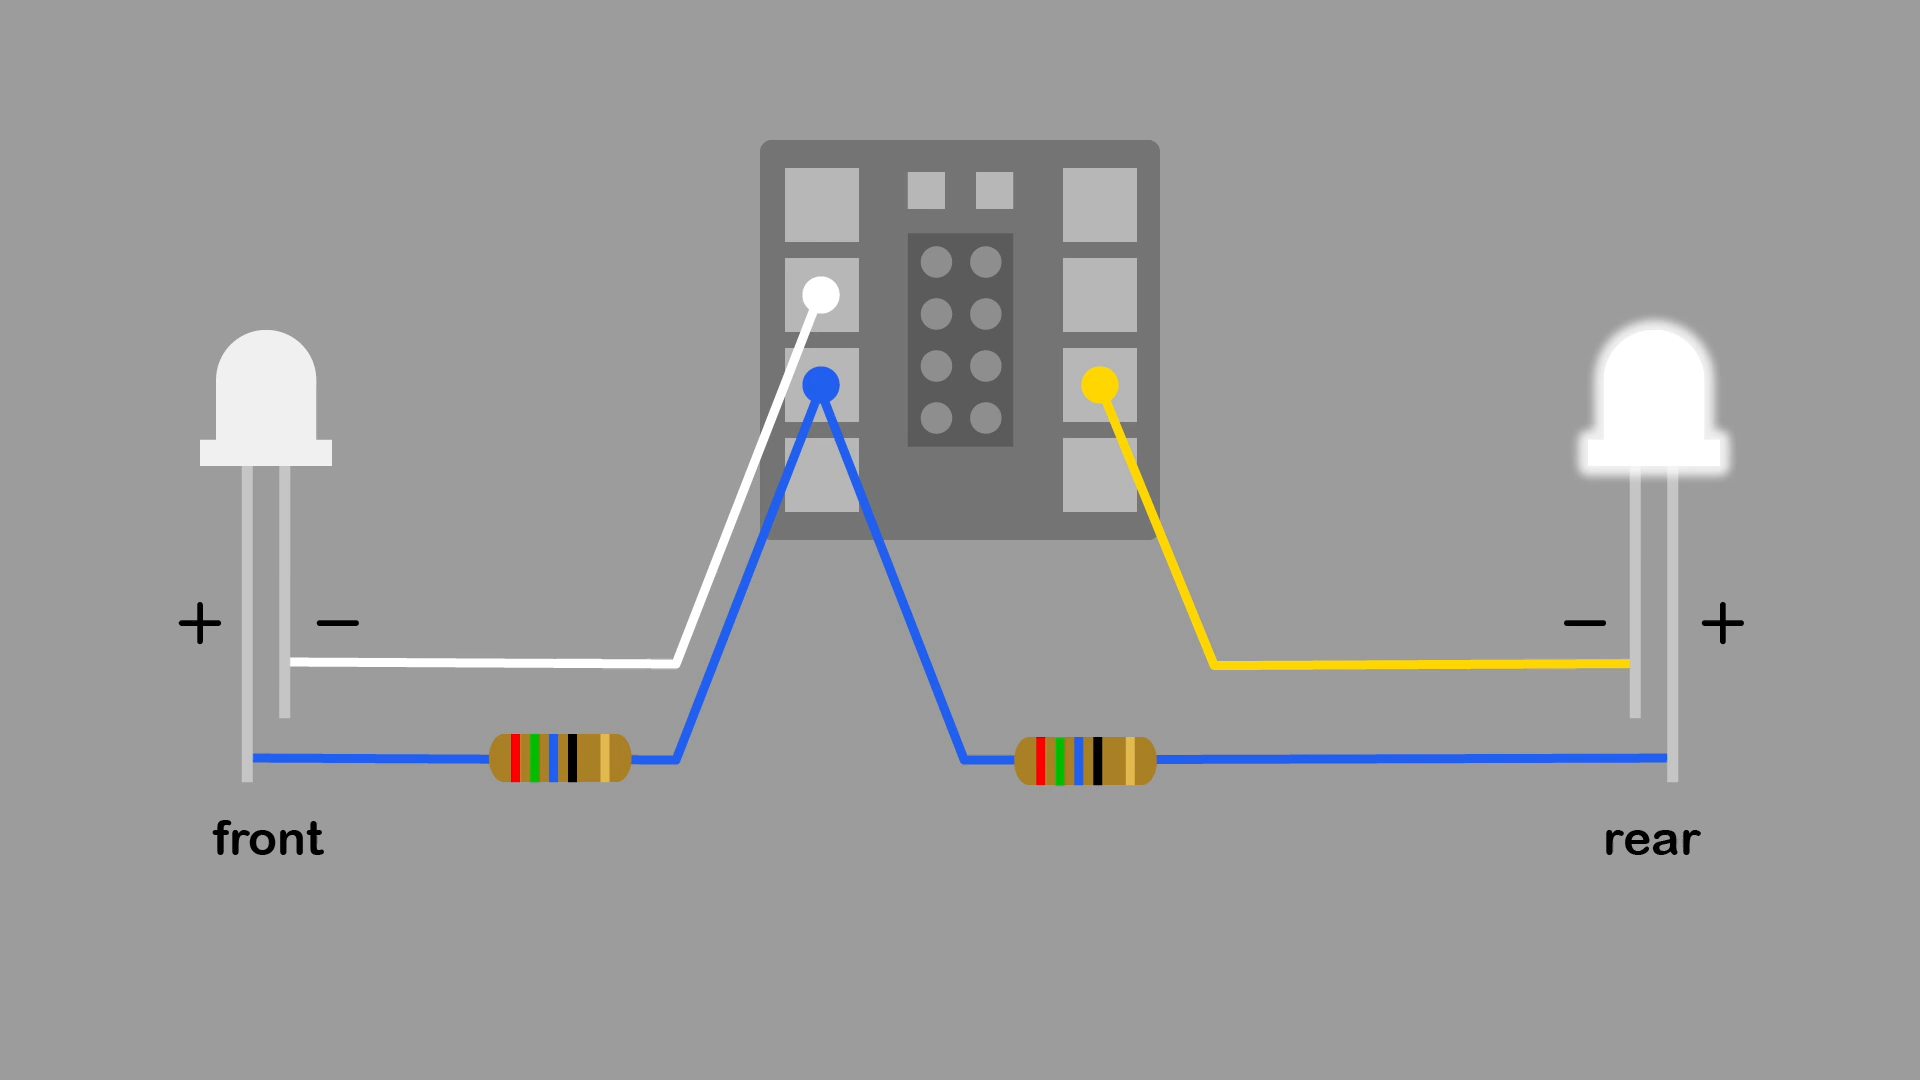 + − − +
front rear